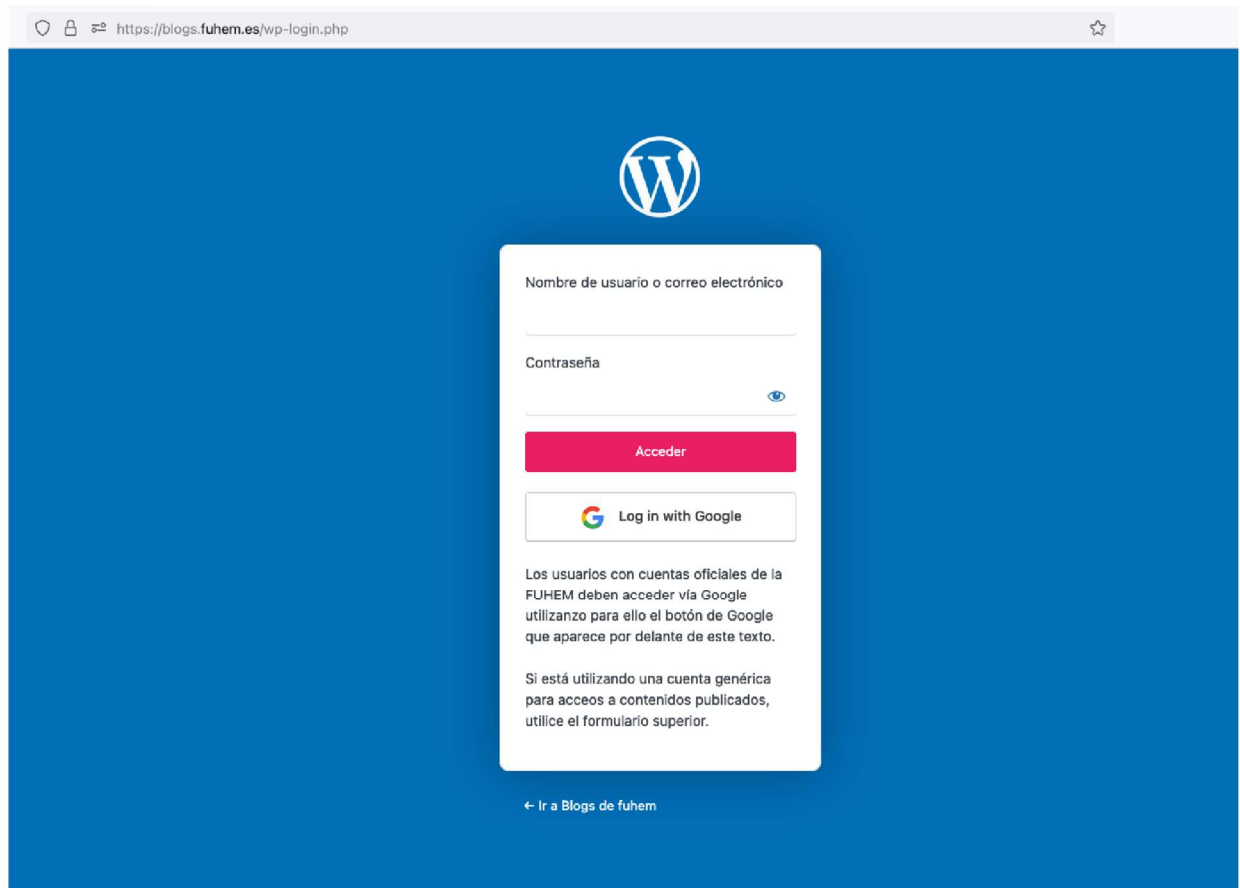 https://blogs.fuhem.es/wp-login.php
Nombre de usuario o correo electrónico
Contraseña
Acceder
Log in with Google
Los usuarios con cuentas oficiales de la
FUHEM deben acceder vía Google
utilizanzo para ello el botón de Google
que aparece por delante de este texto.
Si está utilizando una cuenta genérica
para acceos a contenidos publicados,
utilice el formulario superior.
← Ir a Blogs de fuhem